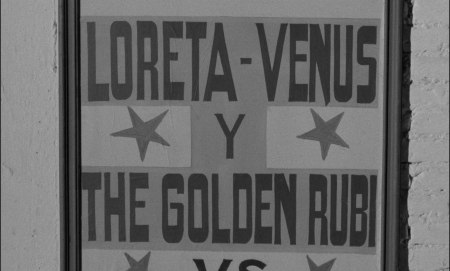 LORETA-VENUS
Y
THE GOLDEN RUBI
VS